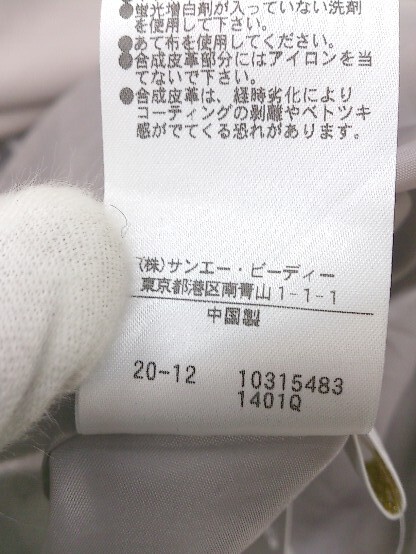 ●蛍光増白剤が入っていない洗剤
を使用して下さい。
●あて布を使用してください。
●合成皮革部分にはアイロンを当
てないで下さい。
●合成皮革は、経時劣化により
コーティングの剥離やベトツキ
感がでてくる恐れがあります。
(株)サンエー・ビーディー
東京都港区南青山1-1-1
中国製
20-12 10315483
1401Q